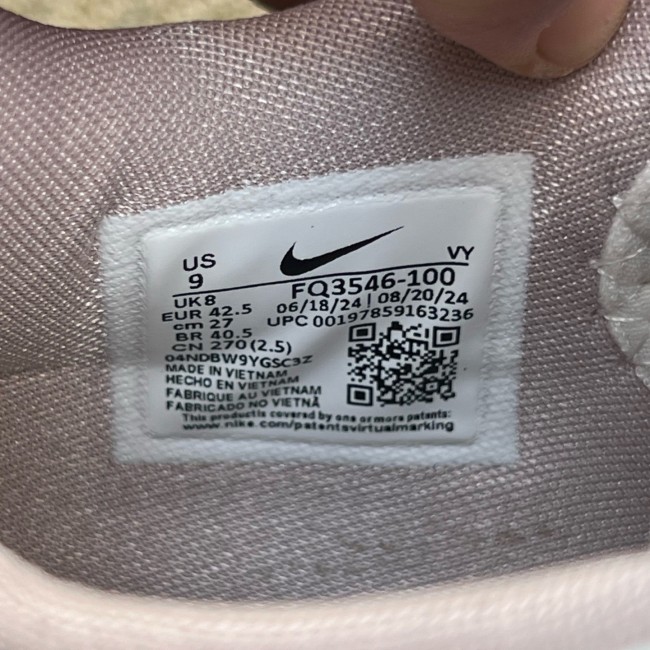 US
9
VY
FQ3546-100
UK 8
06/18/24 | 08/20/24
EUR 42.5
UPC 00197859163236
cm 27
BR 40.5
CN 270 (2.5)
04NDBW9YGSC3Z
MADE IN VIETNAM
HECHO EN VIETNAM
FABRIQUE AU VIETNAM
FABRICADO NO VIETNÃ
This product is covered by one or more patents:
www.nike.com/patentsvirtualmarking